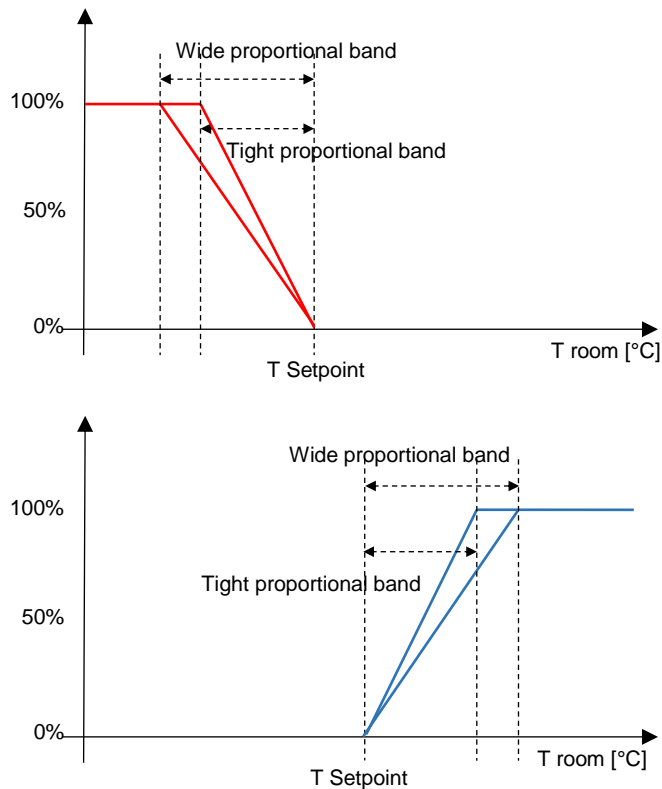 Wide proportional band
100%
Tight proportional band
50%
0%
T room [°C]
T Setpoint
Wide proportional band
100%
Tight proportional band
50%
0%
T room [°C]
T Setpoint